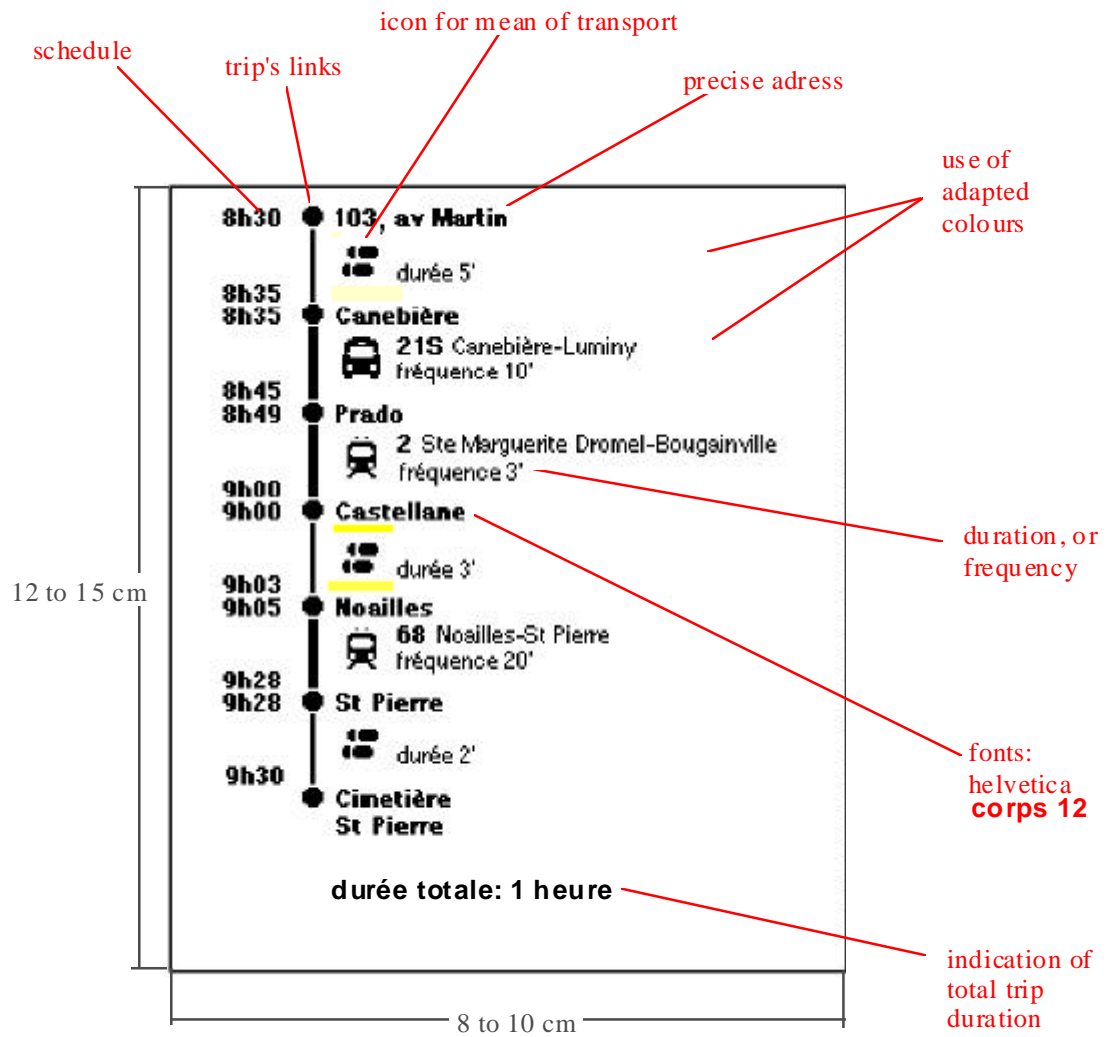 icon for mean of transport
schedule
trip's links
precise adress
use of
adapted
colours
8h30 103, av Martin
durée 5'
8h35
8h35 Canebière
21S Canebière-Luminy
fréquence 10'
8h45
8h49 Prado
2 Ste Marguerite Dromel-Bougainville
fréquence 3'
9h00
9h00 Castellane
duration, or
frequency
durée 3'
12 to 15 cm
9h03
9h05 Noailles
68 Noailles-St Pierre
fréquence 20'
9h28
9h28 St Pierre
durée 2'
9h30
fonts:
helvetica
corps 12
Cimetière
St Pierre
durée totale: 1 heure
indication of
total trip
duration
8 to 10 cm